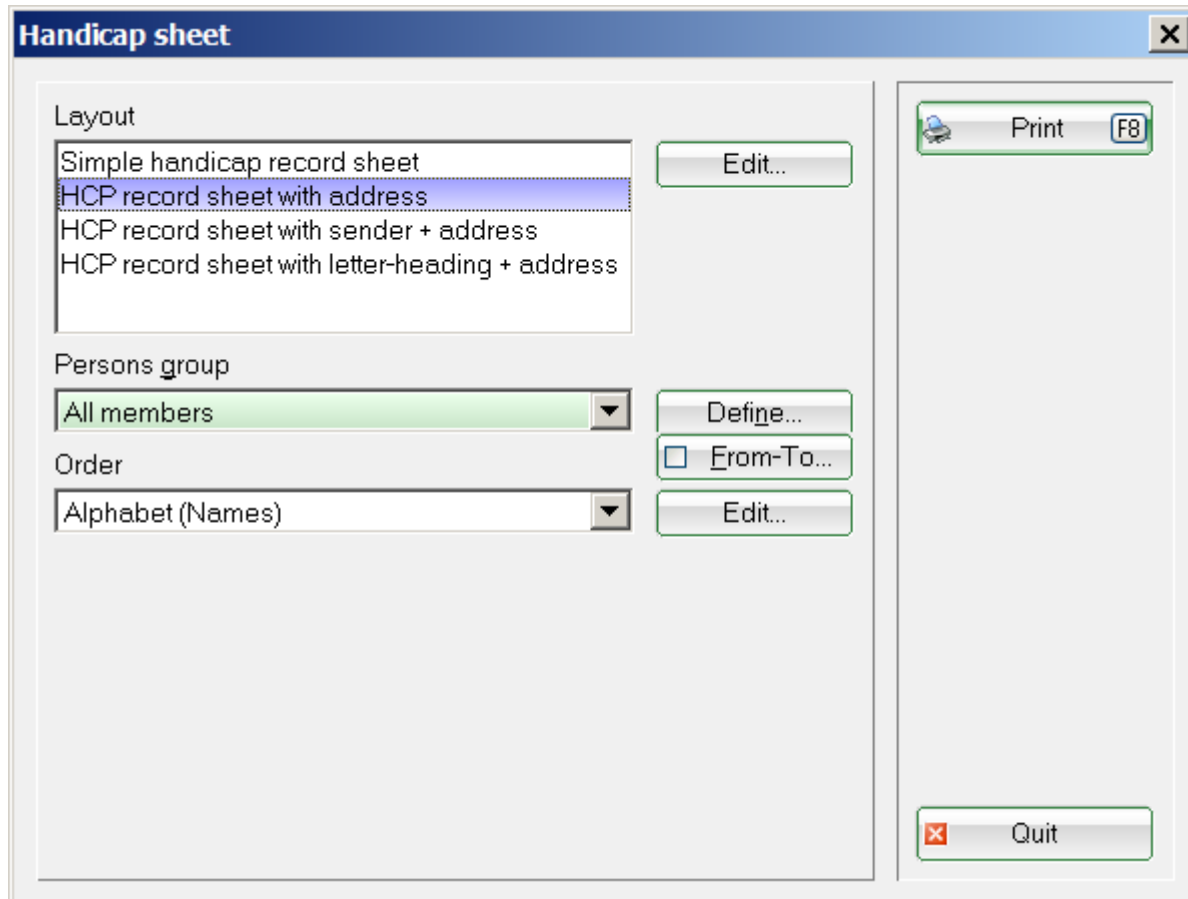 Handicap sheet
Layout
Simple handicap record sheet
HCP record sheet with address
HCP record sheet with sender + address
HCP record sheet with letter-heading + address
Edit...
Persons group
All members
Define...
From-To...
Order
Alphabet (Names)
Edit...
Print F8
Quit